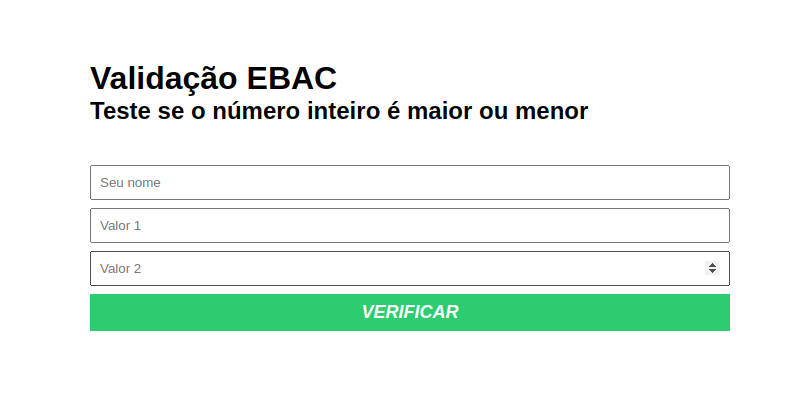 Validação EBAC
Teste se o número inteiro é maior ou menor
Seu nome
Valor 1
Valor 2
VERIFICAR